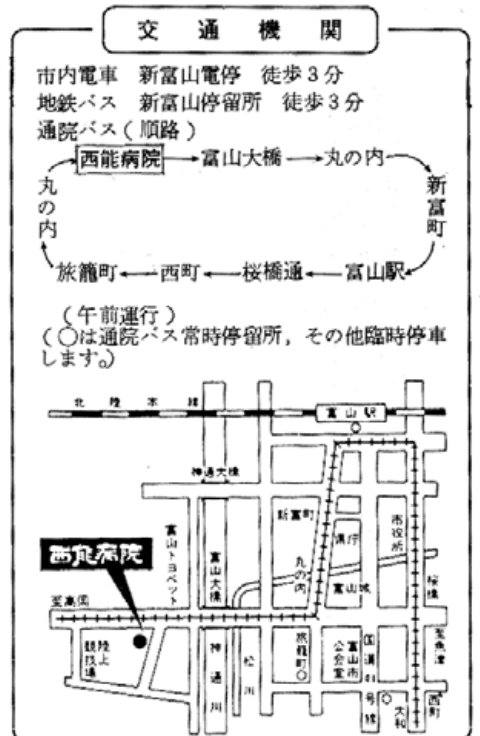 交通機関
市内電車　新富山電停　徒歩３分
地鉄バス　新富山停留所　徒歩３分
通院バス(順路)
西能病院→富山大橋→丸の内
新富町
富山駅→桜橋通→西町→旅籠町
丸の内
(午前運行)
(○は通院バス常時停留所，その他臨時停車
します。)
北陸本線
富山駅
神通大橋
新富町
県庁
市役所
丸の内
富山トヨペット
富山大橋
西能病院
富山城
桜橋
至高岡
陸上
競技場
神通川
松川
旅籠町
富山市
公会堂
国道41号線
大和
西町
至魚津